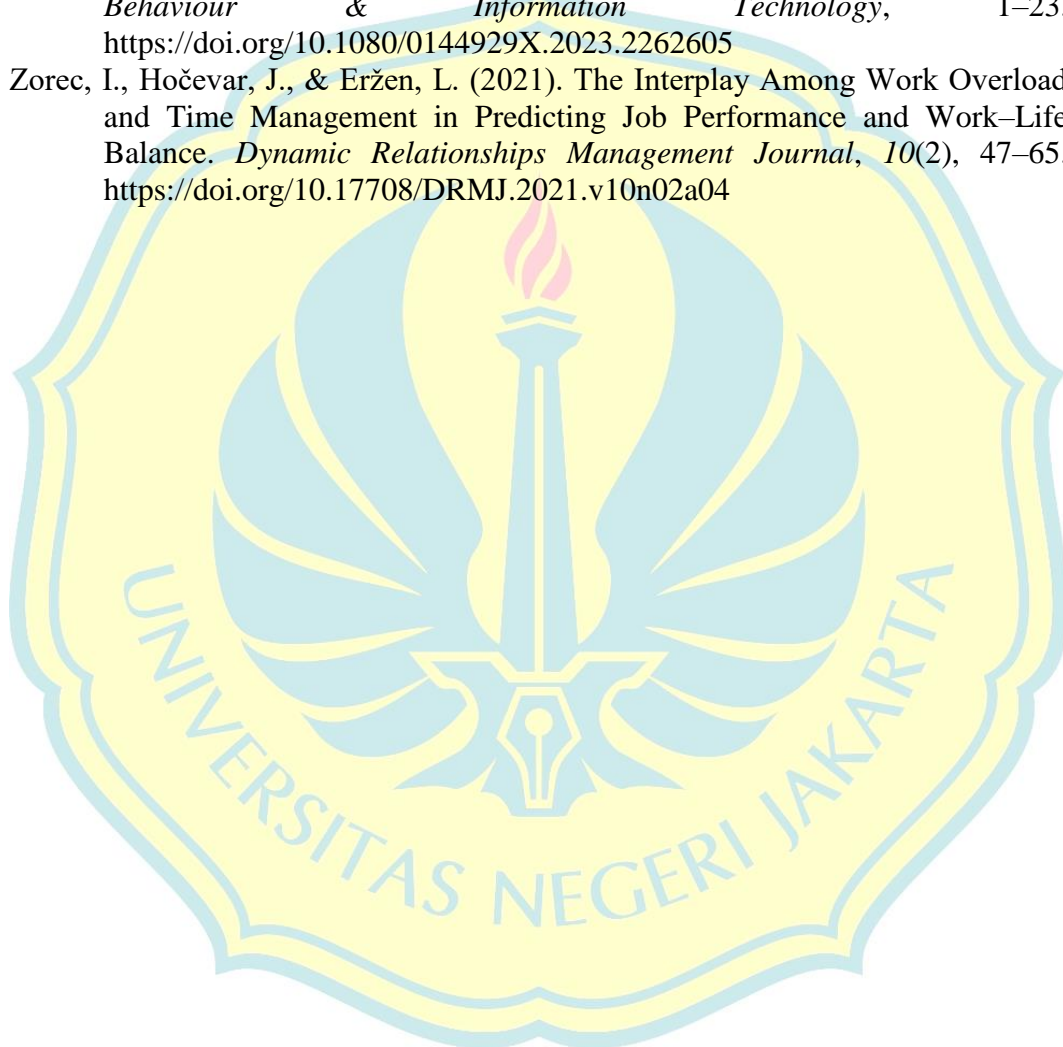 Behaviour & Information Technology, 1–23.
https://doi.org/10.1080/0144929X.2023.2262605
Zorec, I., Hočevar, J., & Eržen, L. (2021). The Interplay Among Work Overload
and Time Management in Predicting Job Performance and Work–Life
Balance. Dynamic Relationships Management Journal, 10(2), 47–65.
https://doi.org/10.17708/DRMJ.2021.v10n02a04
UNIVERSITAS NEGERI JAKARTA